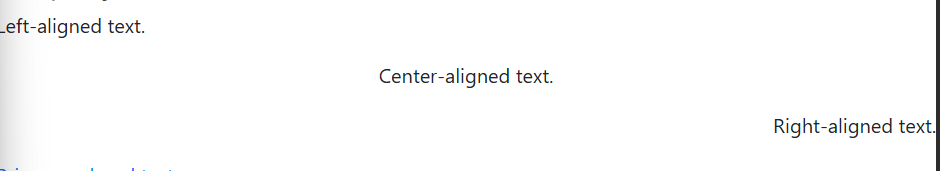 Left-aligned text.
Center-aligned text.
Right-aligned text.